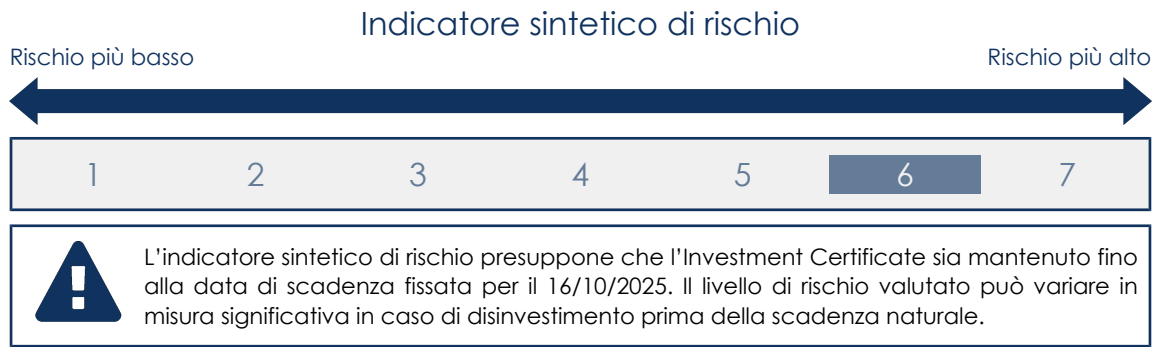 Indicatore sintetico di rischio
Rischio più basso Rischio più alto
1 2 3 4 5 6 7
L'indicatore sintetico di rischio presuppone che l'Investment Certificate sia mantenuto fino
alla data di scadenza fissata per il 16/10/2025. Il livello di rischio valutato può variare in
misura significativa in caso di disinvestimento prima della scadenza naturale.